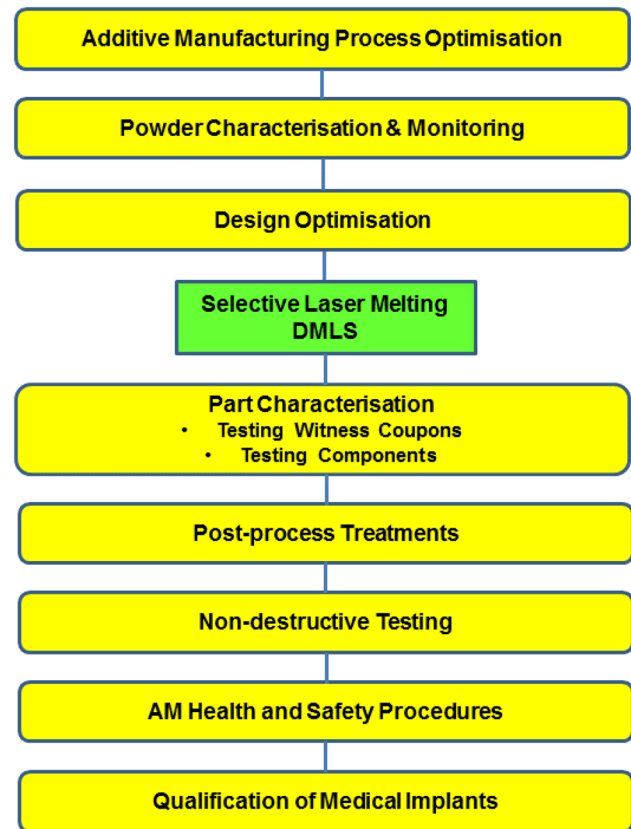 Additive Manufacturing Process Optimisation
Powder Characterisation & Monitoring
Design Optimisation
Selective Laser Melting
DMLS
Part Characterisation
• Testing Witness Coupons
• Testing Components
Post-process Treatments
Non-destructive Testing
AM Health and Safety Procedures
Qualification of Medical Implants